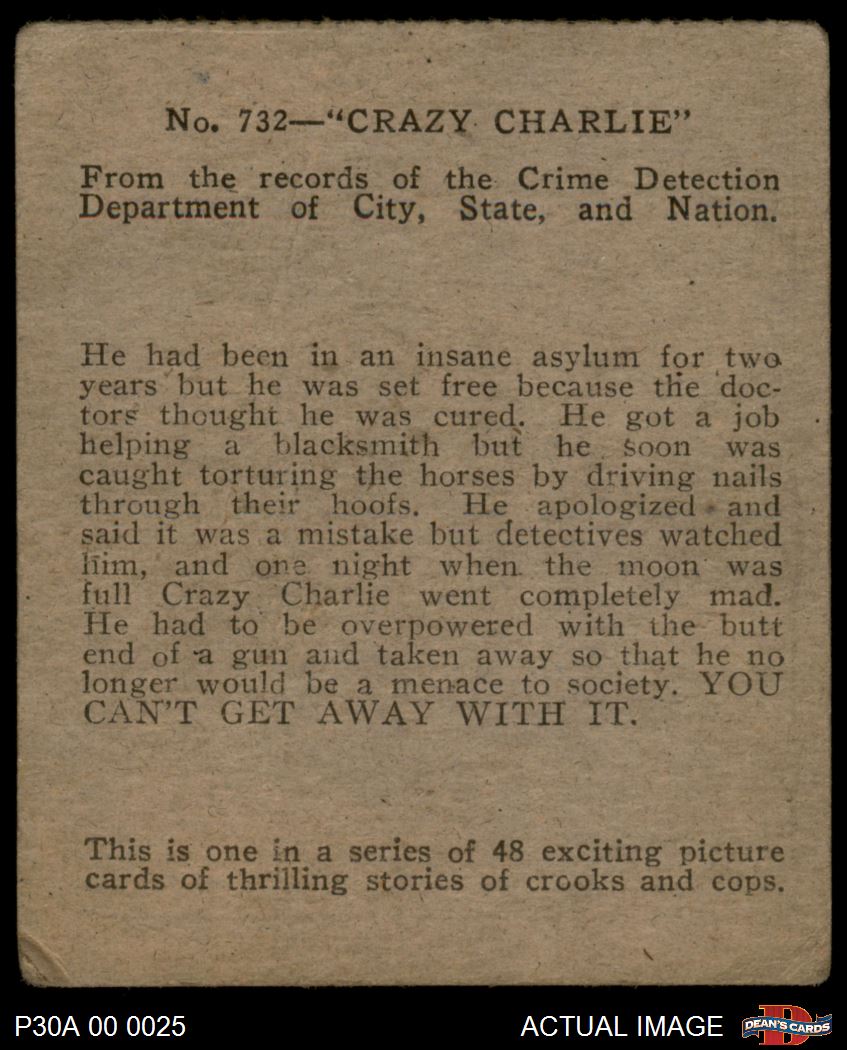 No. 732—“CRAZY CHARLIE”
From the records of the Crime Detection
Department of City, State, and Nation.
He had been in an insane asylum for two
years but he was set free because the doc-
tors thought he was cured. He got a job
helping a blacksmith but he soon was
caught torturing the horses by driving nails
through their hoofs. He apologized and
said it was a mistake but detectives watched
him, and one night when the moon was
full Crazy Charlie went completely mad.
He had to be overpowered with the butt
end of a gun and taken away so that he no
longer would be a menace to society. YOU
CAN'T GET AWAY WITH IT.
This is one in a series of 48 exciting picture
cards of thrilling stories of crooks and cops.
P30A 00 0025
ACTUAL IMAGE
D
DEAN'S CARDS